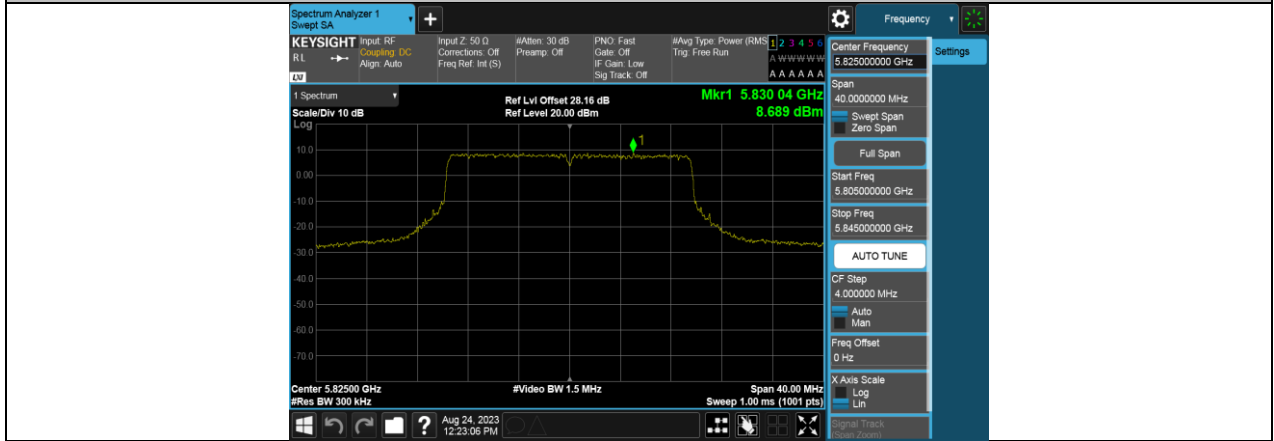 Spectrum Analyzer 1
Swept SA
+
Frequency
KEYSIGHT
RL
LXI
Input: RF
Coupling: DC
Align: Auto
Input Z: 50 Ω
Corrections: Off
Freq Ref: Int (S)
#Atten: 30 dB
Preamp: Off
PNO: Fast
Gate: Off
IF Gain: Low
Sig Track: Off
#Avg Type: Power (RMS
Trig: Free Run
1 2 3 4 5 6
A W W W W W
A A A A A A
1 Spectrum
Scale/Div 10 dB
Log
Ref Lvl Offset 28.16 dB
Ref Level 20.00 dBm
Mkr1 5.830 04 GHz
8.689 dBm
1
10.0
0.00
-10.0
-20.0
-30.0
-40.0
-50.0
-60.0
-70.0
Center 5.82500 GHz
#Res BW 300 kHz
#Video BW 1.5 MHz
Span 40.00 MHz
Sweep 1.00 ms (1001 pts)
?
Aug 24, 2023
12:23:06 PM
Center Frequency
5.825000000 GHz
Span
40.0000000 MHz
Swept Span
Zero Span
Full Span
Start Freq
5.805000000 GHz
Stop Freq
5.845000000 GHz
AUTO TUNE
CF Step
4.000000 MHz
Auto
Man
Freq Offset
0 Hz
X Axis Scale
Log
Lin
Signal Track
(Span Zoom)
Settings